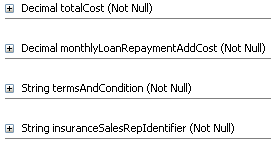 Decimal totalCost (Not Null)
Decimal monthlyLoanRepaymentAddCost (Not Null)
String termsAndCondition (Not Null)
String insuranceSalesRepIdentifier (Not Null)